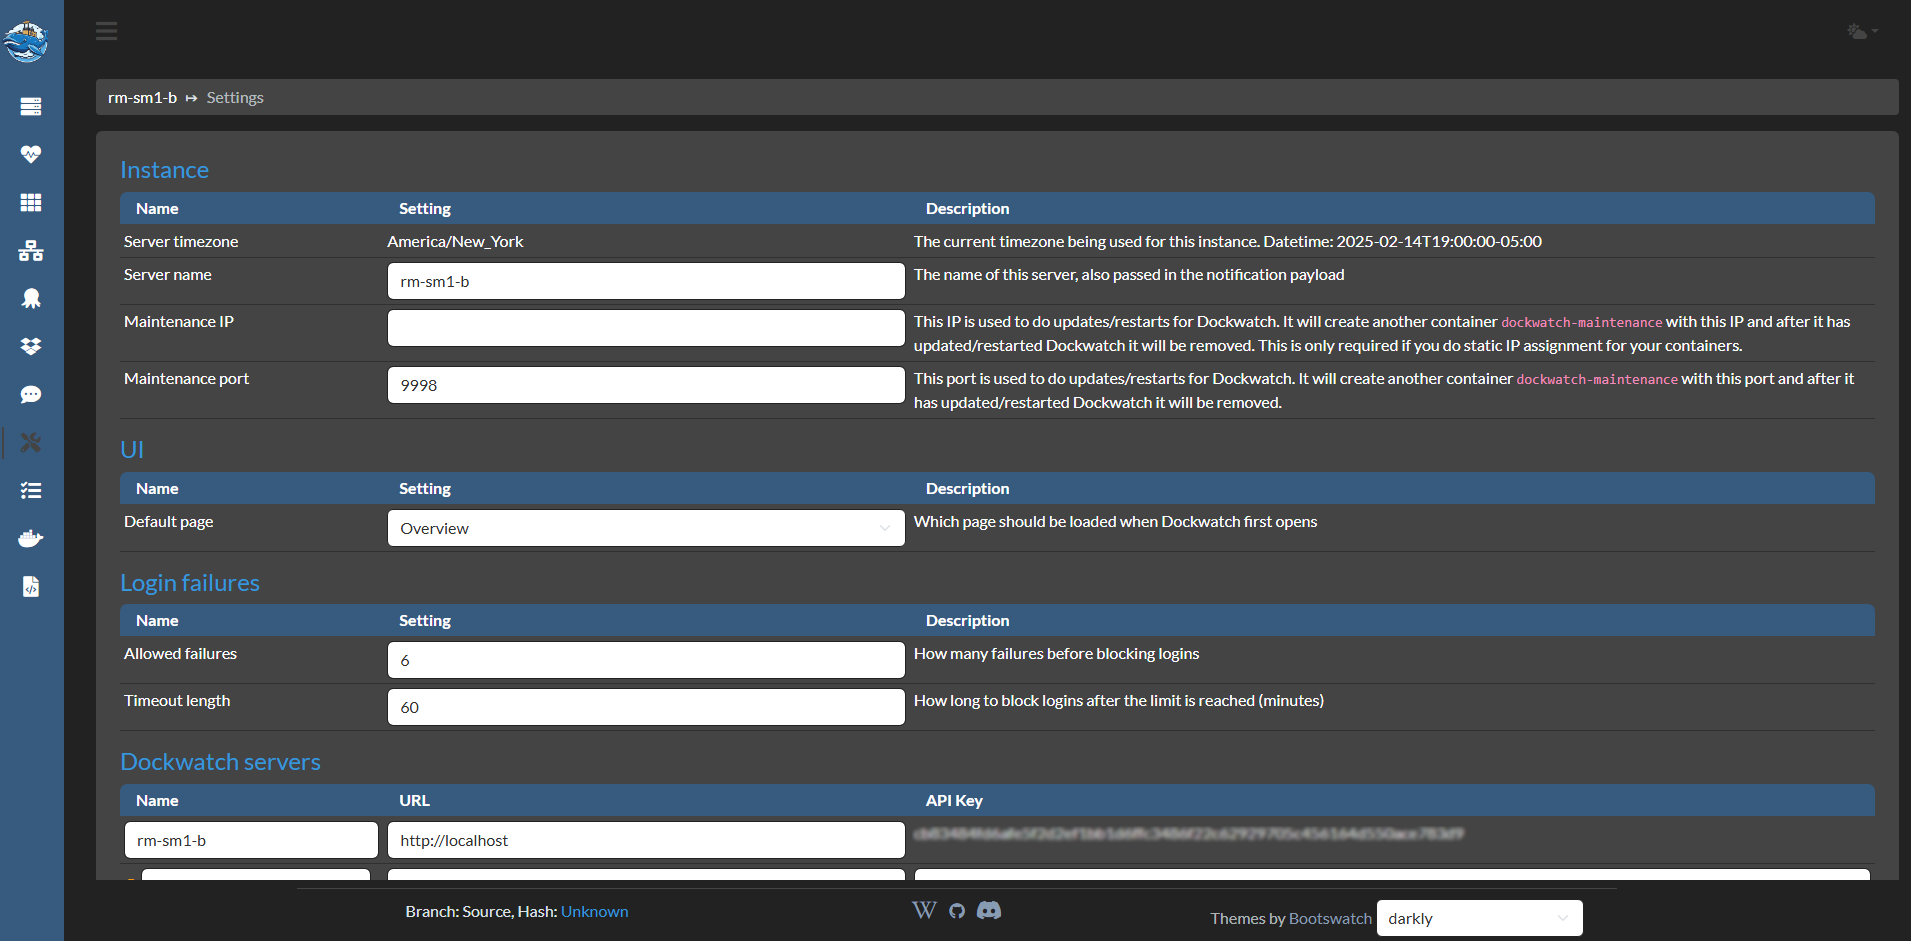 rm-sm1-b ↦ Settings
Instance
Name Setting Description
Server timezone America/New_York The current timezone being used for this instance. Datetime: 2025-02-14T19:00:00-05:00
Server name rm-sm1-b The name of this server, also passed in the notification payload
Maintenance IP This IP is used to do updates/restarts for Dockwatch. It will create another container dockwatch-maintenance with this IP and after it has
updated/restarted Dockwatch it will be removed. This is only required if you do static IP assignment for your containers.
Maintenance port 9998 This port is used to do updates/restarts for Dockwatch. It will create another container dockwatch-maintenance with this port and after it
has updated/restarted Dockwatch it will be removed.
UI
Name Setting Description
Default page Overview Which page should be loaded when Dockwatch first opens
Login failures
Name Setting Description
Allowed failures 6 How many failures before blocking logins
Timeout length 60 How long to block logins after the limit is reached (minutes)
Dockwatch servers
Name URL API Key
rm-sm1-b http://localhost
Branch: Source, Hash: Unknown
W
Themes by Bootswatch darkly